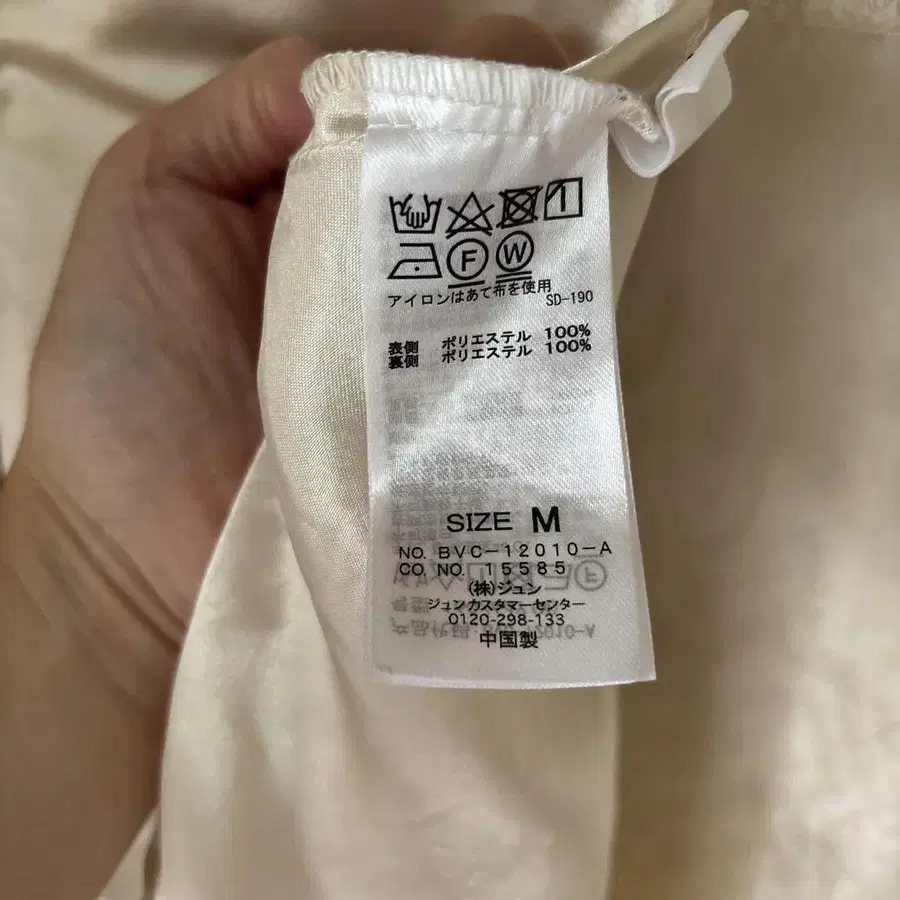 F W
アイロンはあて布を使用
SD-190
表側 ポリエステル 100%
裏側 ポリエステル 100%
SIZE M
NO. BVC-12010-A
CO. NO. 15585
(株)ジュン
ジュンカスタマーセンター
0120-298-133
中国製